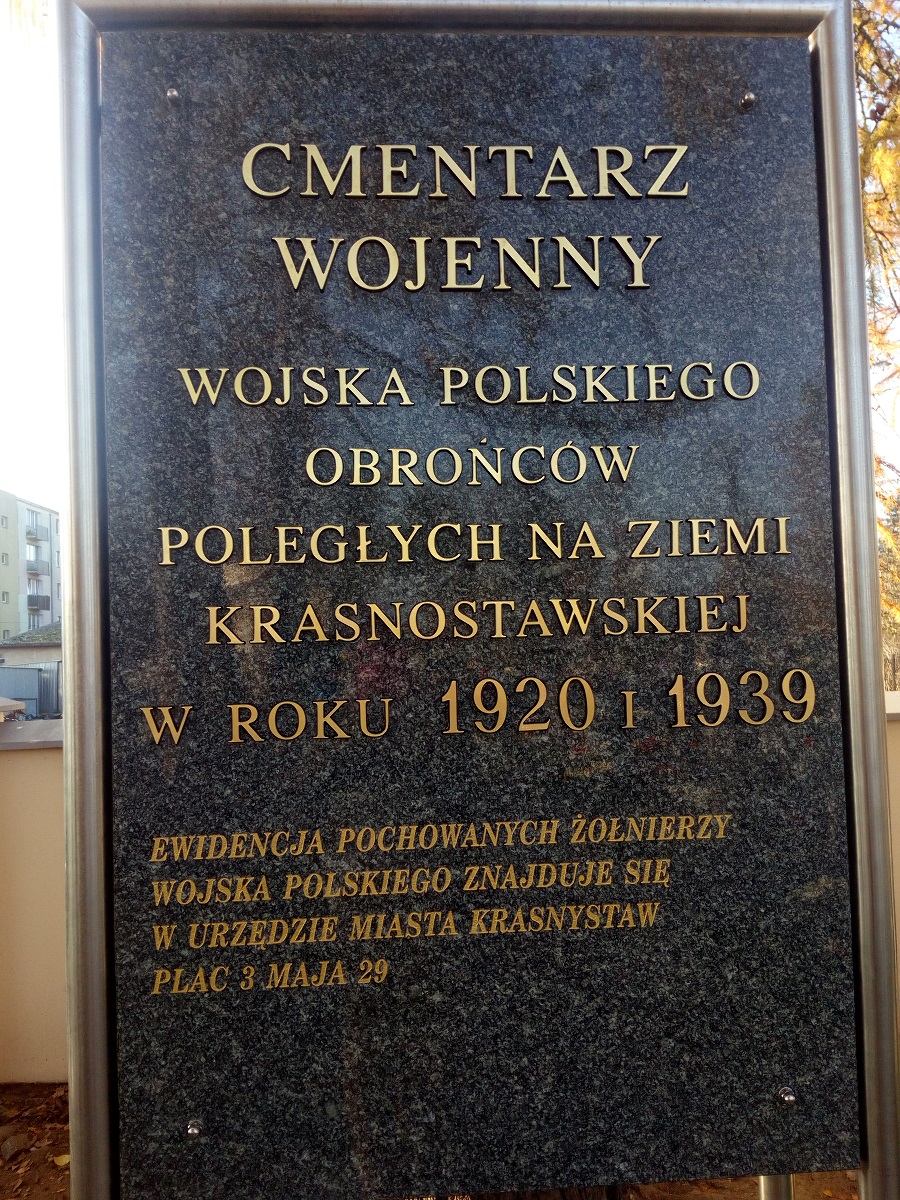 CMENTARZ
WOJENNY
WOJSKA POLSKIEGO
OBROŃCÓW
POLEGŁYCH NA ZIEMI
KRASNOSTAWSKIEJ
W ROKU 1920 I 1939
EWIDENCJA POCHOWANYCH ŻOŁNIERZY
WOJSKA POLSKIEGO ZNAJDUJE SIĘ
W URZĘDZIE MIASTA KRASNYSTAW
PLAC 3 MAJA 29